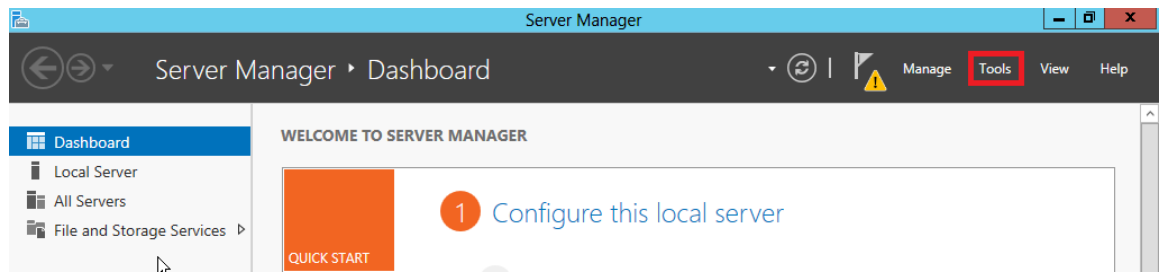 Server Manager
Server Manager ‣ Dashboard
Manage Tools View Help
Dashboard
Local Server
All Servers
File and Storage Services
WELCOME TO SERVER MANAGER
QUICK START
1 Configure this local server